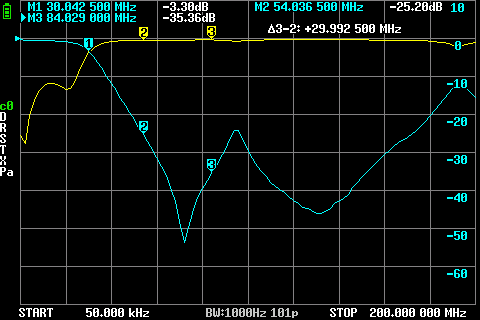 M1 30.042 500 MHz -3.30dB M2 54.036 500 MHz -25.20dB 10
▶M3 84.029 000 MHz -35.36dB
Δ3-2: +29.992 500 MHz
1 2 3 0
-10
c0
D
R
S
T
x
Pa
-20
2
3 -30
-40
-50
-60
START 50.000 kHz BW:1000Hz 101p STOP 200.000 000 MHz